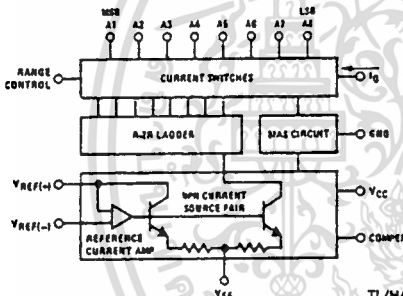 MSB LSB
A1 A2 A3 A4 A5 A6 A7 A8
RANGE
CONTROL
CURRENT SWITCHES
I₀
R-2R LADDER
BIAS CIRCUIT
GND
VREF(+)
NPN CURRENT
SOURCE PAIR
VCC
VREF(−)
REFERENCE
CURRENT AMP
COMPEN
VEE
TL/H/